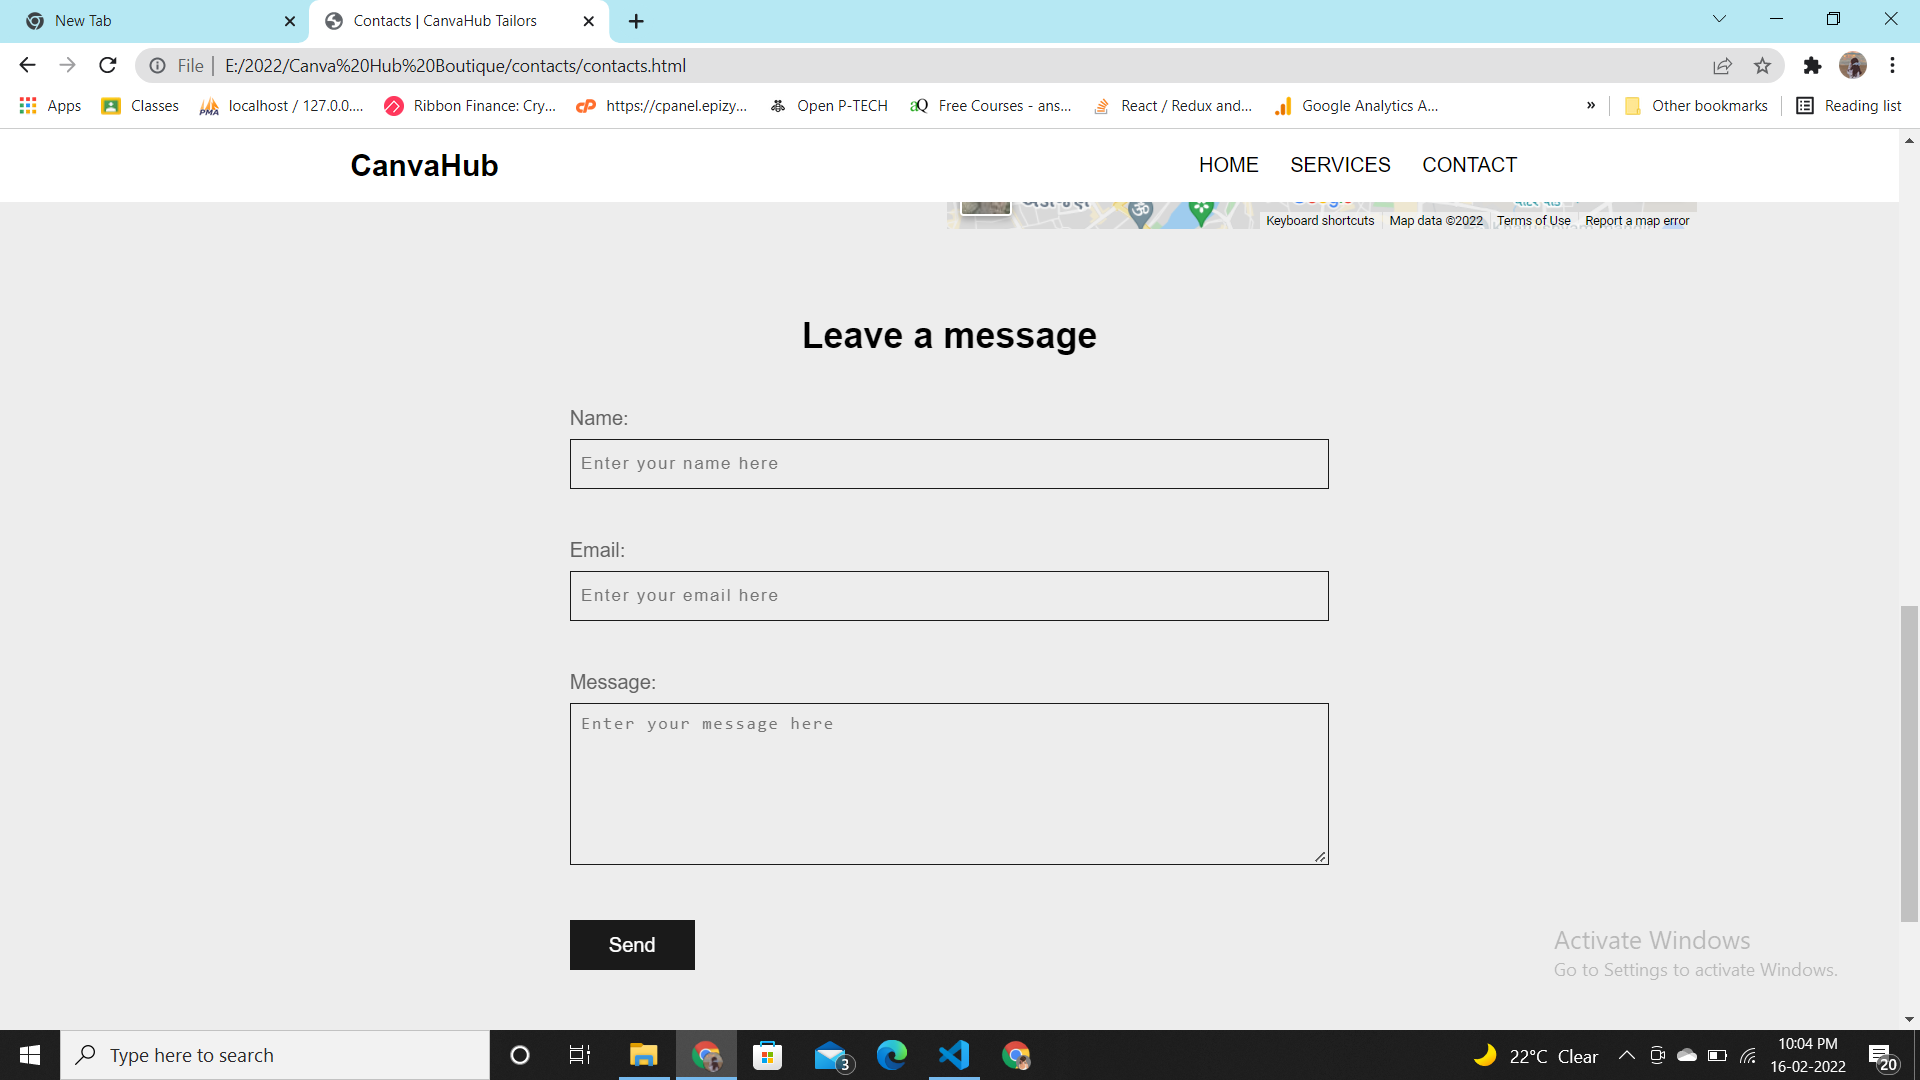 New Tab
Contacts | CanvaHub Tailors
File | E:/2022/Canva%20Hub%20Boutique/contacts/contacts.html
Apps
Classes
localhost / 127.0.0....
Ribbon Finance: Cry...
https://cpanel.epizy...
Open P-TECH
Free Courses - ans...
React / Redux and...
Google Analytics A...
»
Other bookmarks
Reading list
CanvaHub
HOME
SERVICES
CONTACT
Keyboard shortcuts
Map data ©2022
Terms of Use
Report a map error
Leave a message
Name:
Enter your name here
Email:
Enter your email here
Message:
Enter your message here
Send
Activate Windows
Go to Settings to activate Windows.
Type here to search
3
22°C Clear
10:04 PM
16-02-2022
20